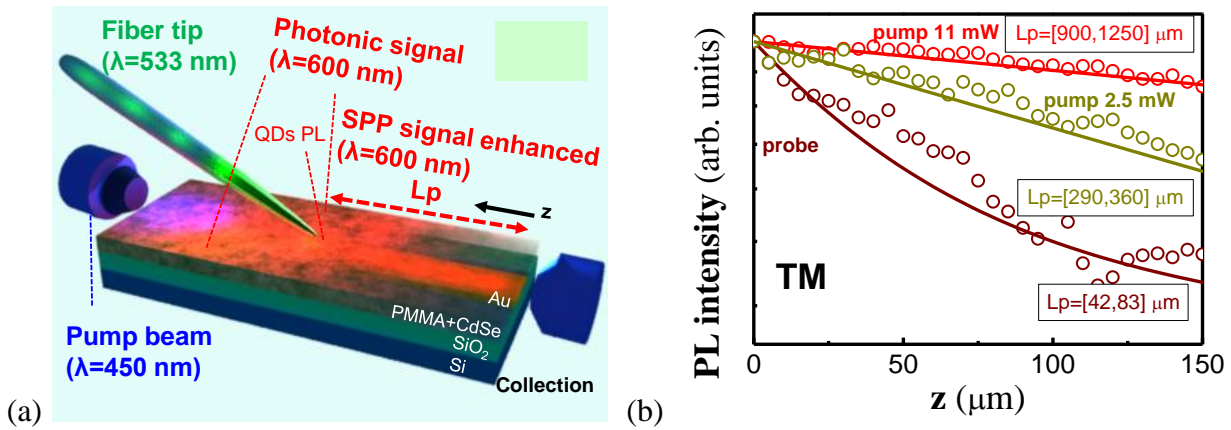 Fiber tip
(λ=533 nm)
Photonic signal
(λ=600 nm)
QDs PL
SPP signal enhanced
(λ=600 nm)
Lp
z
Au
PMMA+CdSe
SiO₂
Si
Pump beam
(λ=450 nm)
Collection
(a)
PL intensity (arb. units)
pump 11 mW
Lp=[900,1250] μm
pump 2.5 mW
probe
Lp=[290,360] μm
TM
Lp=[42,83] μm
0 50 100 150
z (μm)
(b)